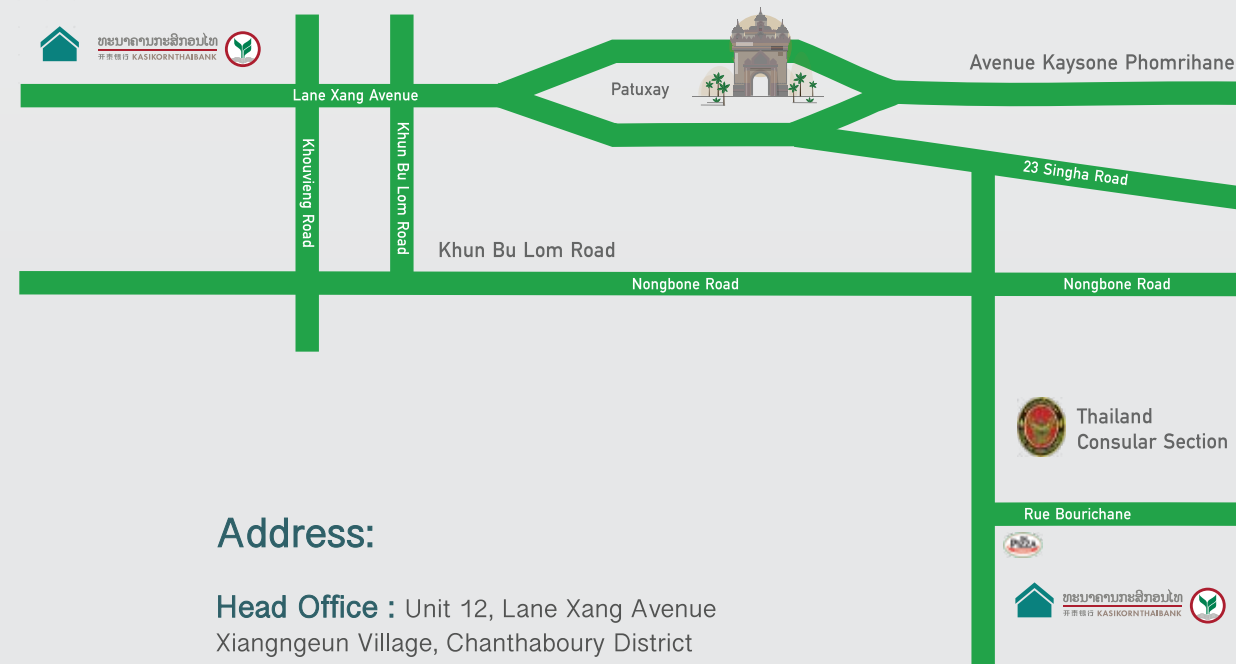 ທະນາຄານກະສິກອນໄທ
开泰银行 KASIKORNTHAIBANK
Lane Xang Avenue
Patuxay
Avenue Kaysone Phomrihane
Khouvieng Road
Khun Bu Lom Road
23 Singha Road
Khun Bu Lom Road
Nongbone Road
Nongbone Road
Thailand
Consular Section
Rue Bourichane
Address:
PIZZA
Head Office : Unit 12, Lane Xang Avenue
Xiangngeun Village, Chanthaboury District
ທະນາຄານກະສິກອນໄທ
开泰银行 KASIKORNTHAIBANK